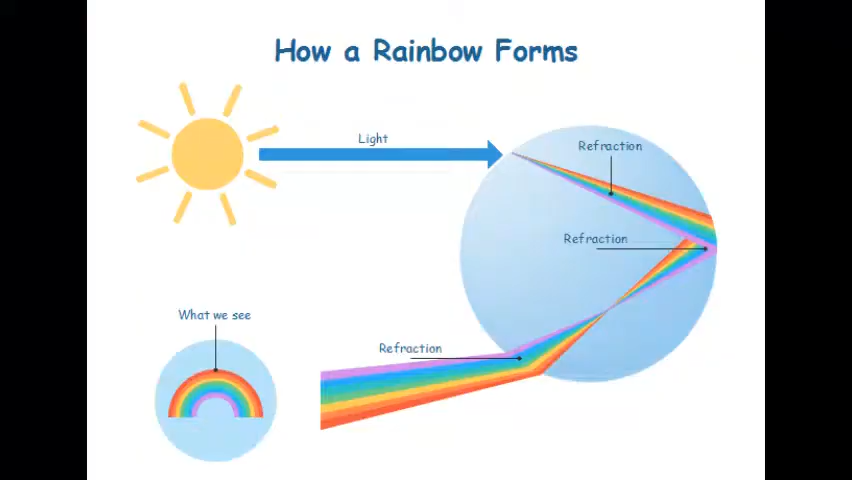 How a Rainbow Forms
Light
Refraction
Refraction
What we see
Refraction